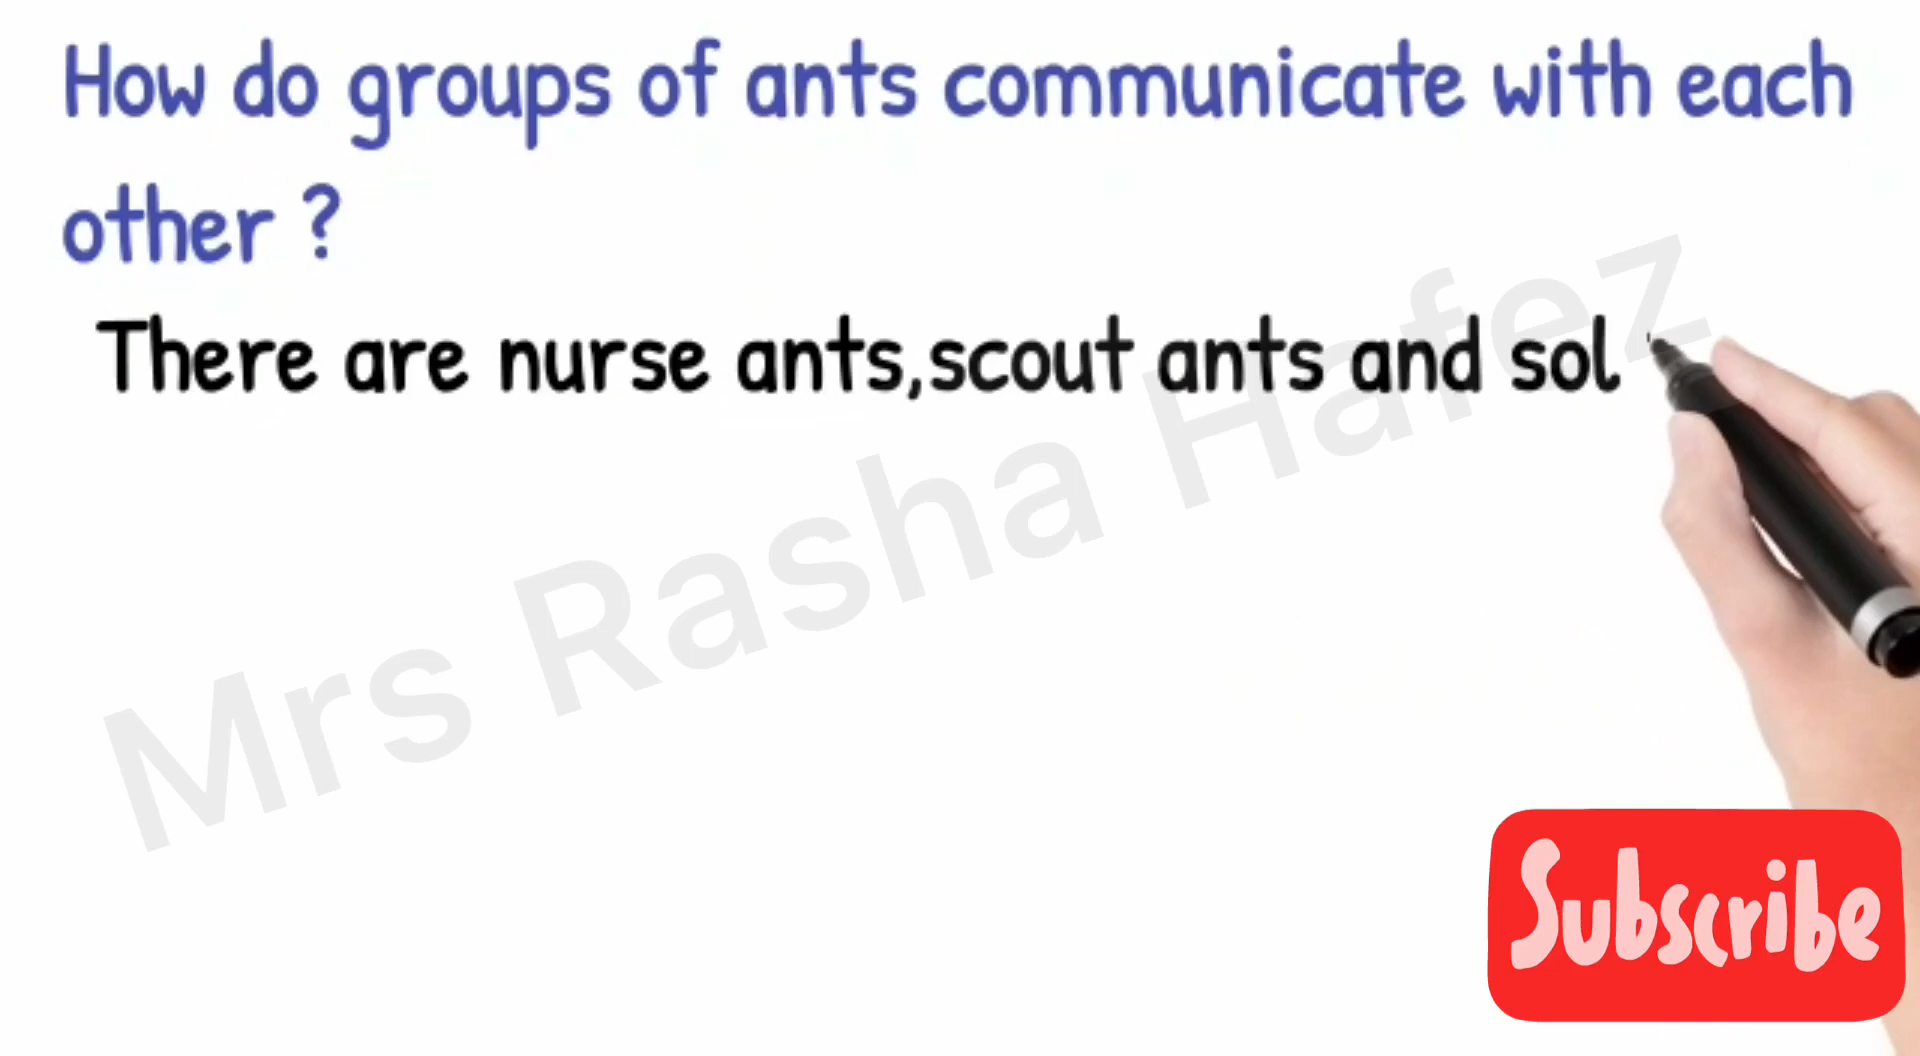 How do groups of ants communicate with each
other ?
There are nurse ants,scout ants and sol
Mrs Rasha Hafez
Subscribe